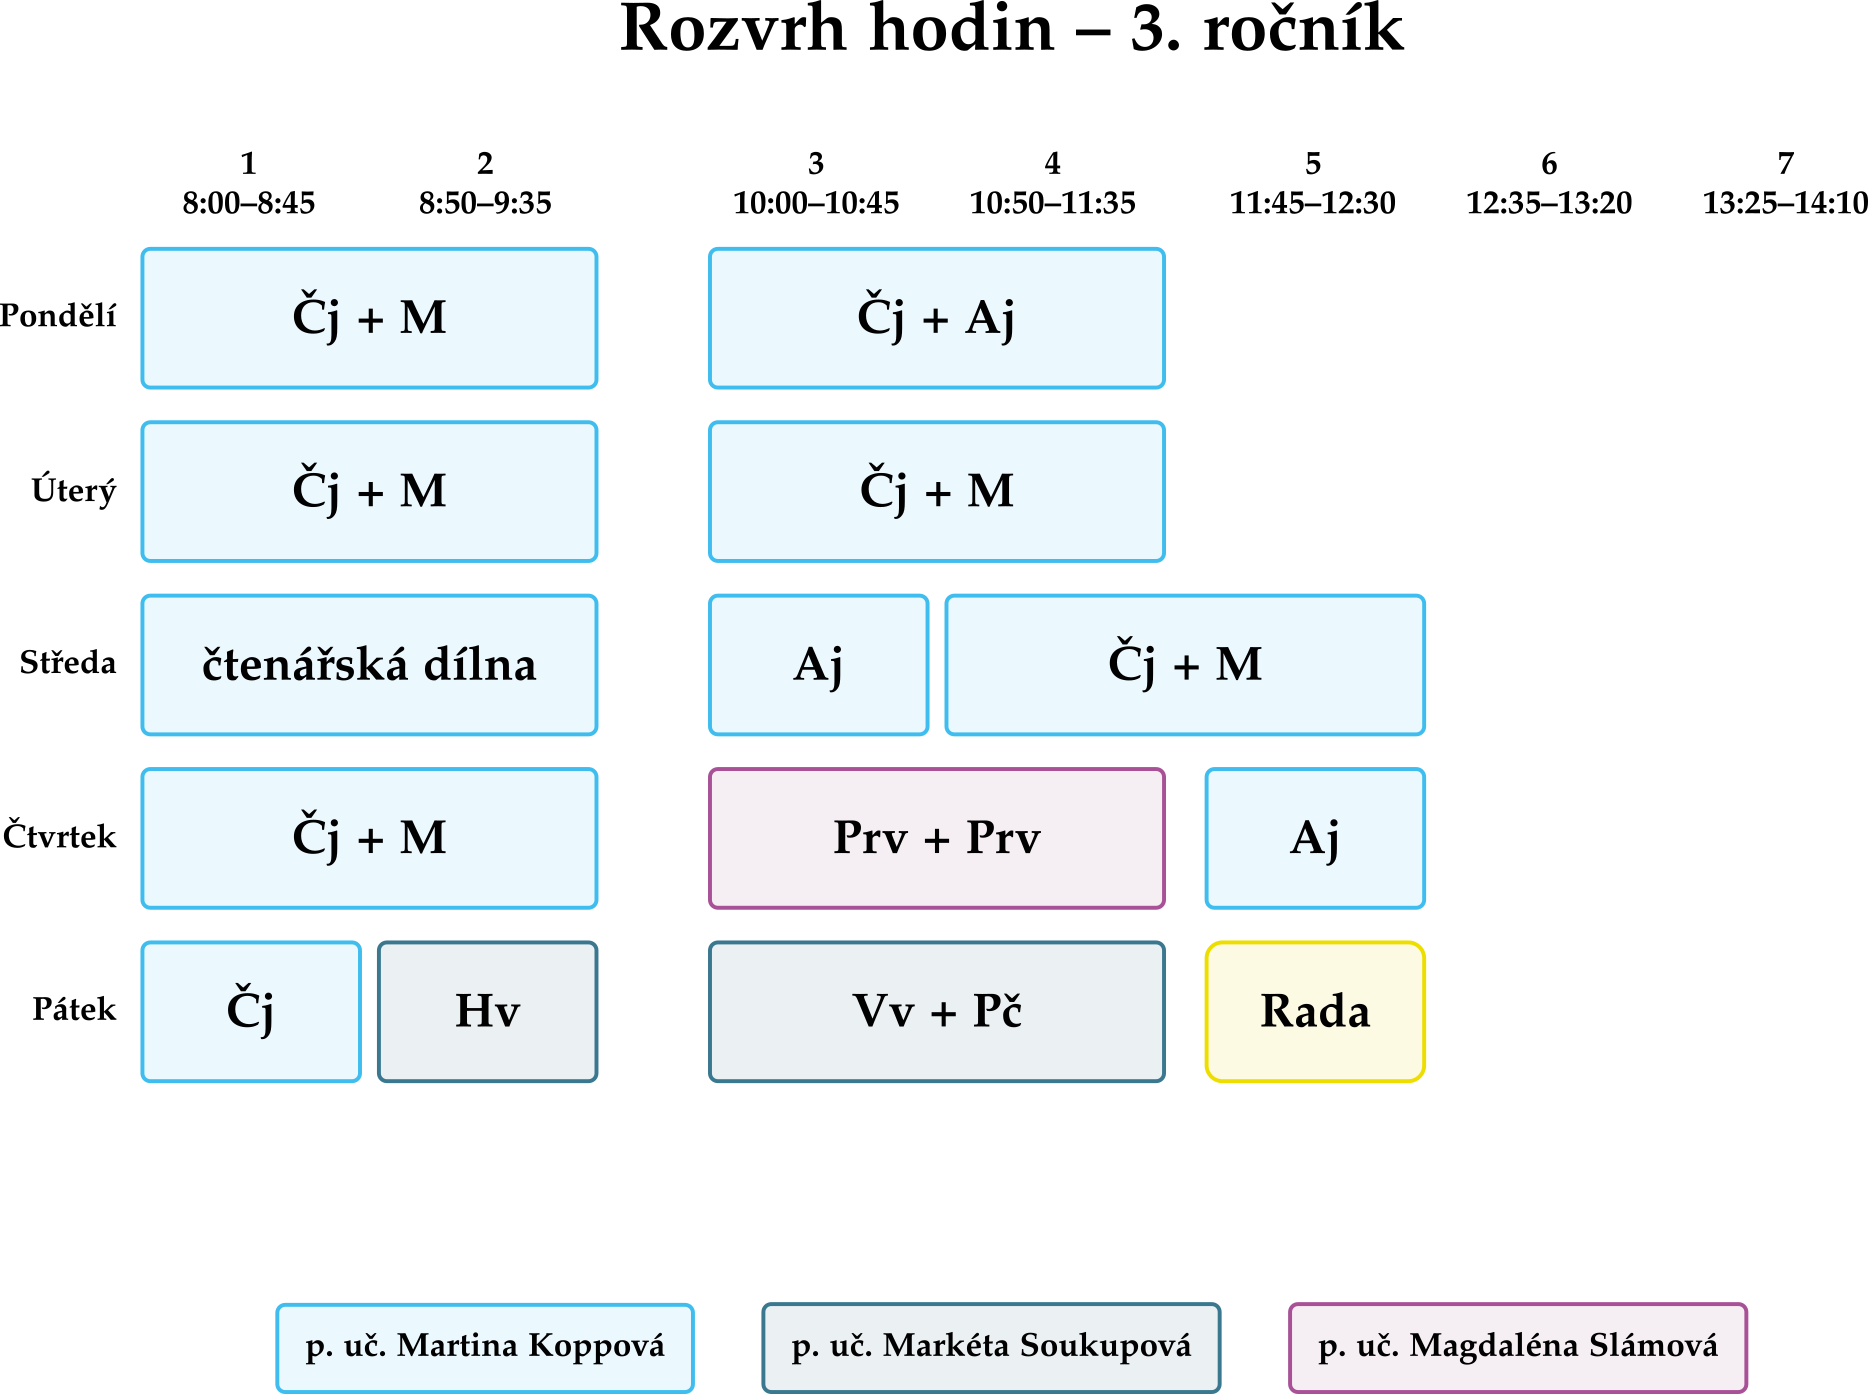 Rozvrh hodin – 3. ročník
1 2 3 4 5 6 7
8:00–8:45 8:50–9:35 10:00–10:45 10:50–11:35 11:45–12:30 12:35–13:20 13:25–14:10
Pondělí Čj + M Čj + Aj
Úterý Čj + M Čj + M
Středa čtenářská dílna Aj Čj + M
Čtvrtek Čj + M Prv + Prv Aj
Pátek Čj Hv Vv + Pč Rada
p. uč. Martina Koppová p. uč. Markéta Soukupová p. uč. Magdaléna Slámová